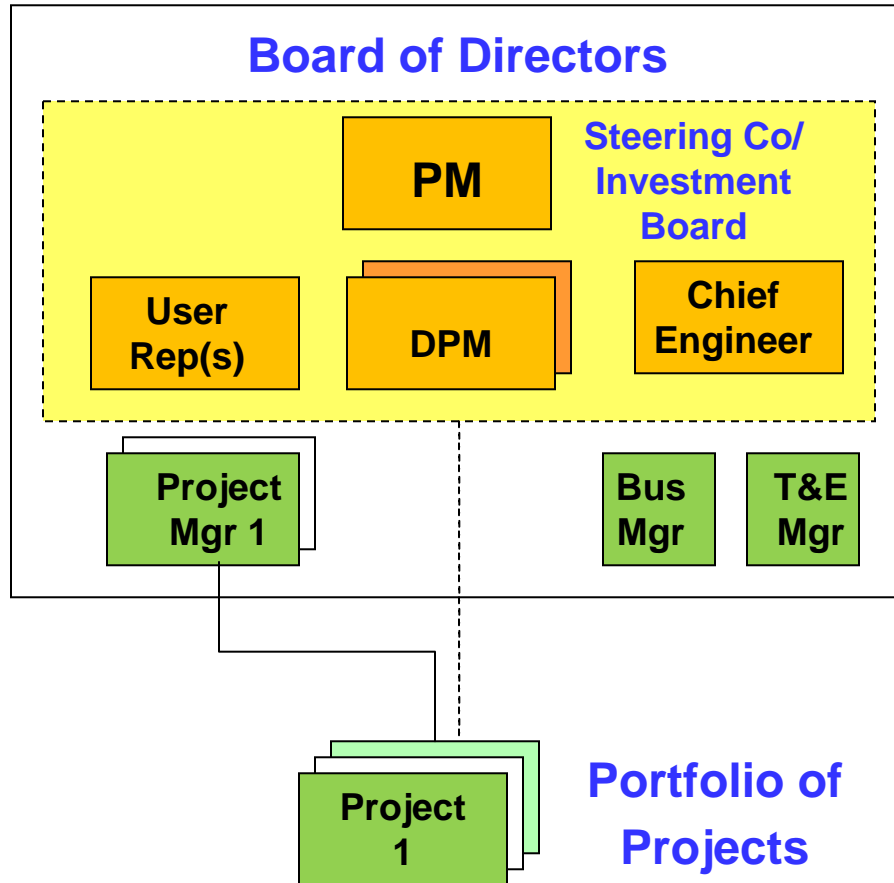 Board of Directors
Steering Co/
Investment
Board
PM
User
Rep(s)
DPM
Chief
Engineer
Project
Mgr 1
Bus
Mgr
T&E
Mgr
Project
1
Portfolio of
Projects